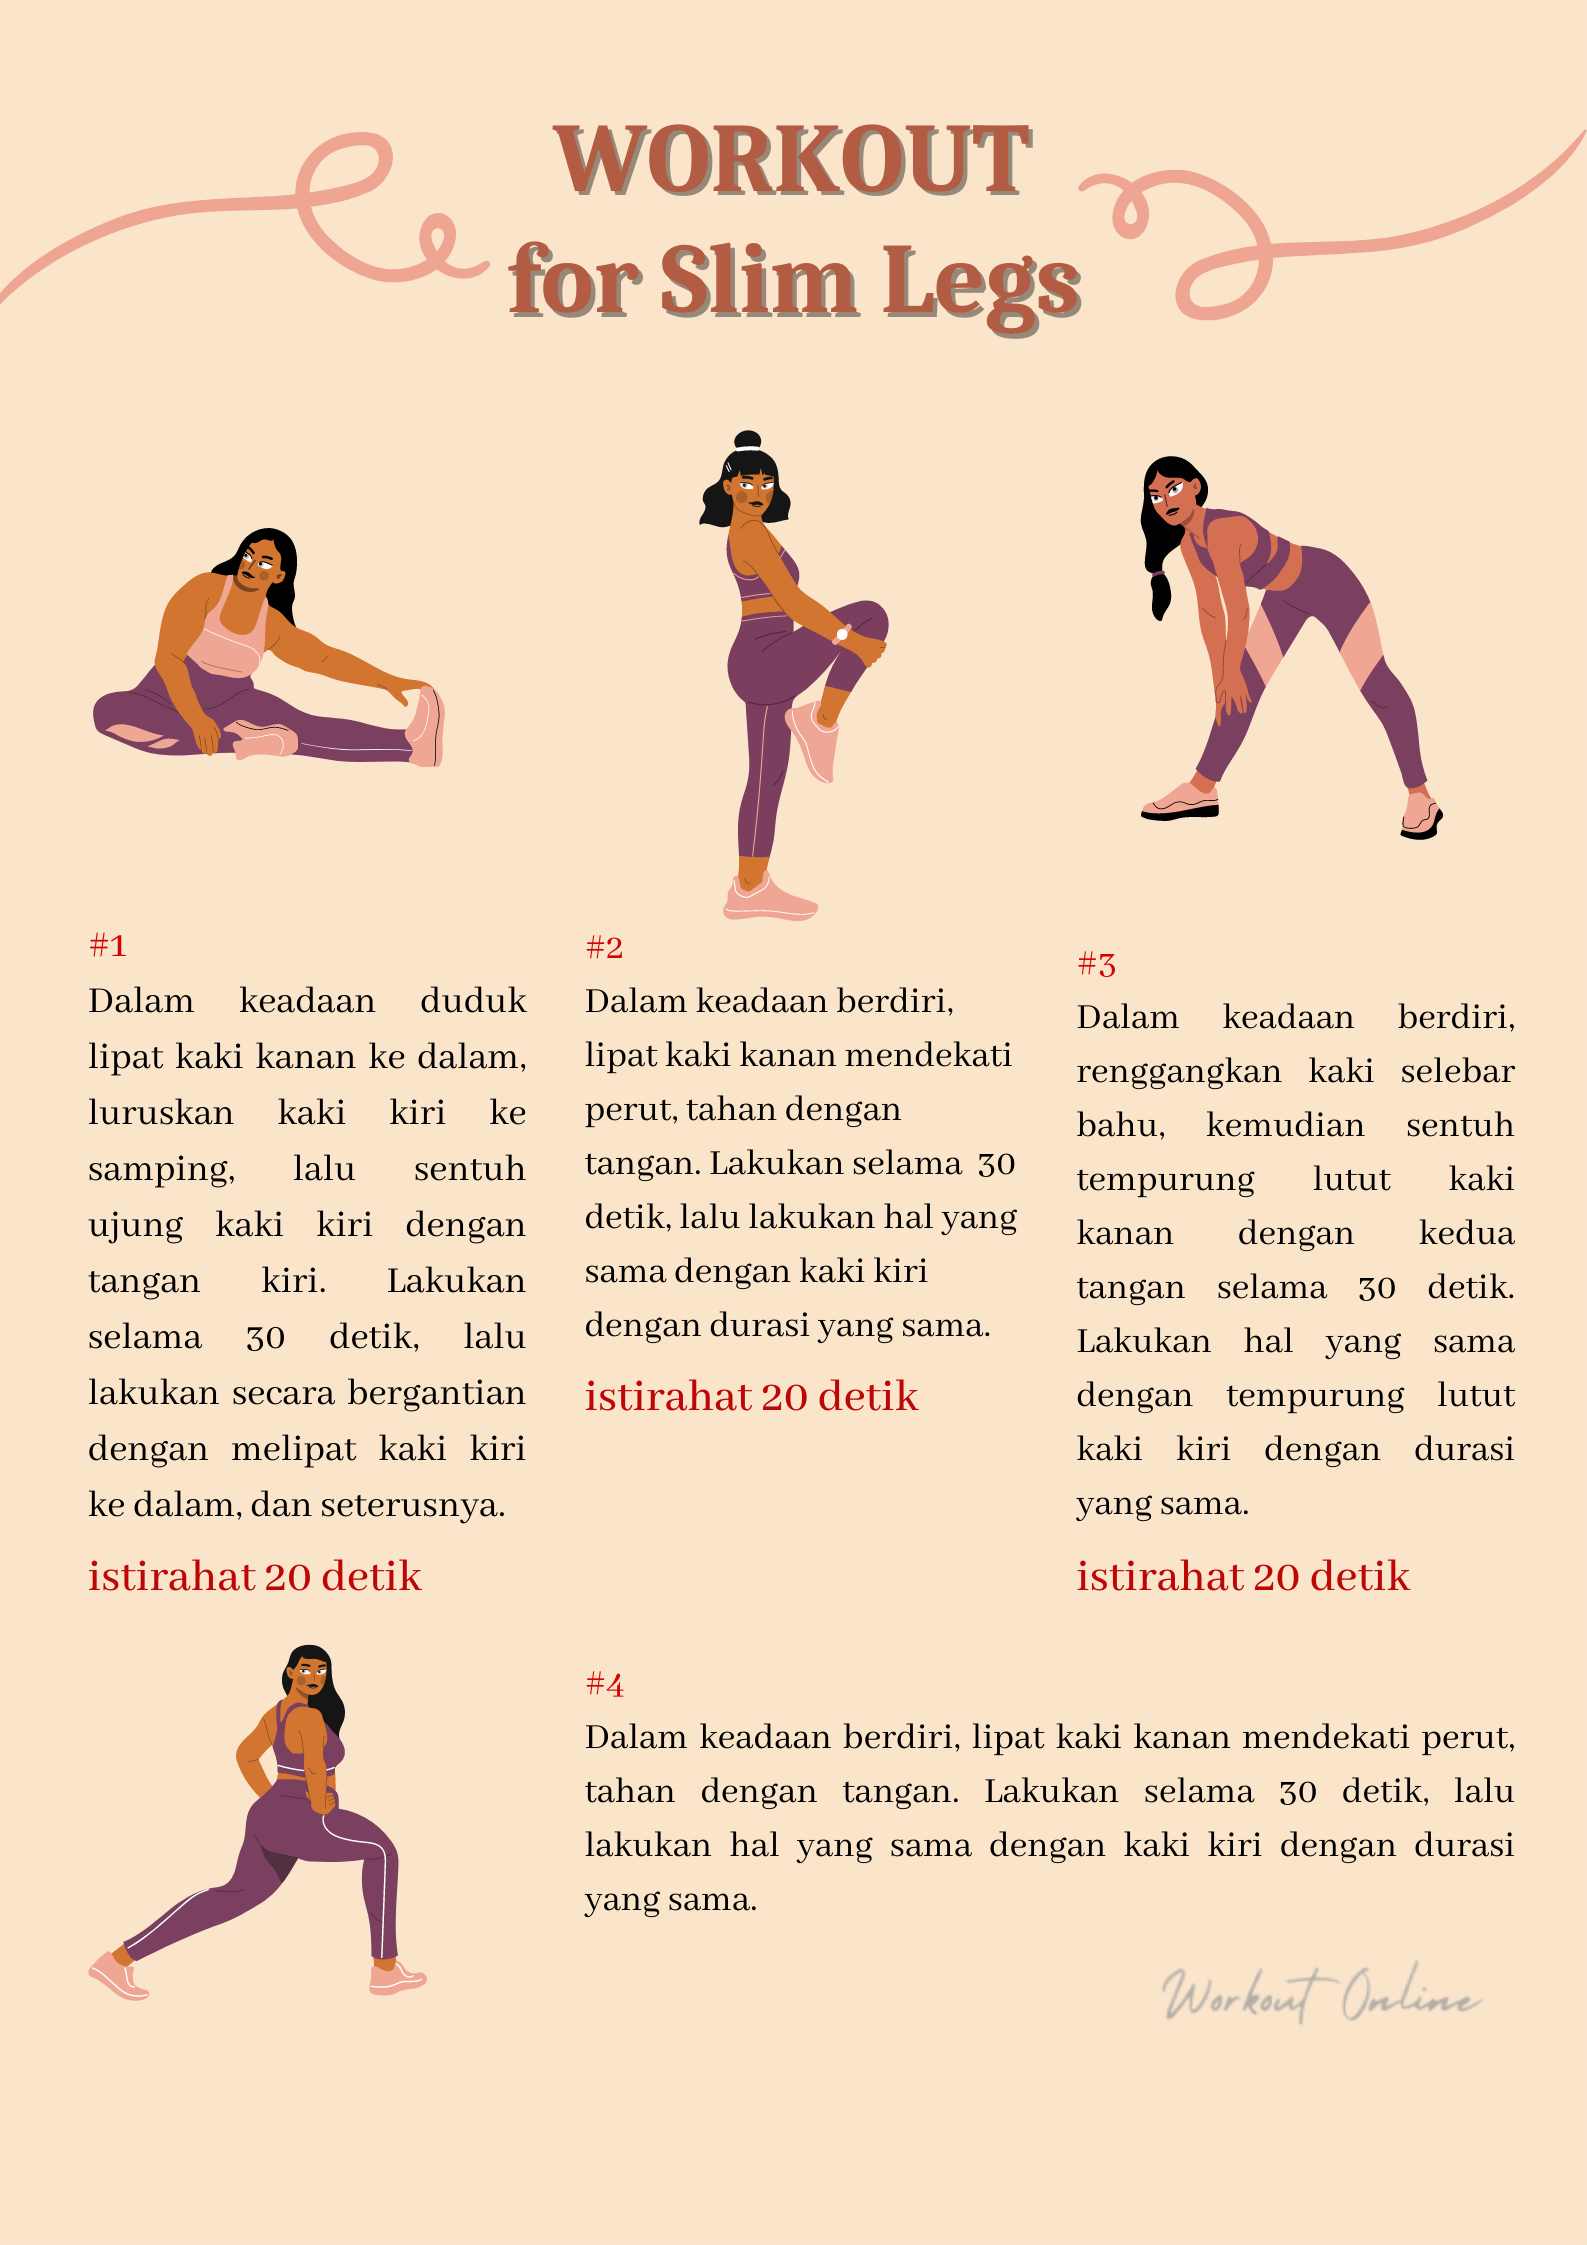 WORKOUT
for Slim Legs
#1
Dalam keadaan duduk
lipat kaki kanan ke dalam,
luruskan kaki kiri ke
samping, lalu sentuh
ujung kaki kiri dengan
tangan kiri. Lakukan
selama 30 detik, lalu
lakukan secara bergantian
dengan melipat kaki kiri
ke dalam, dan seterusnya.
istirahat 20 detik
#2
Dalam keadaan berdiri,
lipat kaki kanan mendekati
perut, tahan dengan
tangan. Lakukan selama 30
detik, lalu lakukan hal yang
sama dengan kaki kiri
dengan durasi yang sama.
istirahat 20 detik
#3
Dalam keadaan berdiri,
renggangkan kaki selebar
bahu, kemudian sentuh
tempurung lutut kaki
kanan dengan kedua
tangan selama 30 detik.
Lakukan hal yang sama
dengan tempurung lutut
kaki kiri dengan durasi
yang sama.
istirahat 20 detik
#4
Dalam keadaan berdiri, lipat kaki kanan mendekati perut,
tahan dengan tangan. Lakukan selama 30 detik, lalu
lakukan hal yang sama dengan kaki kiri dengan durasi
yang sama.
Workout Online